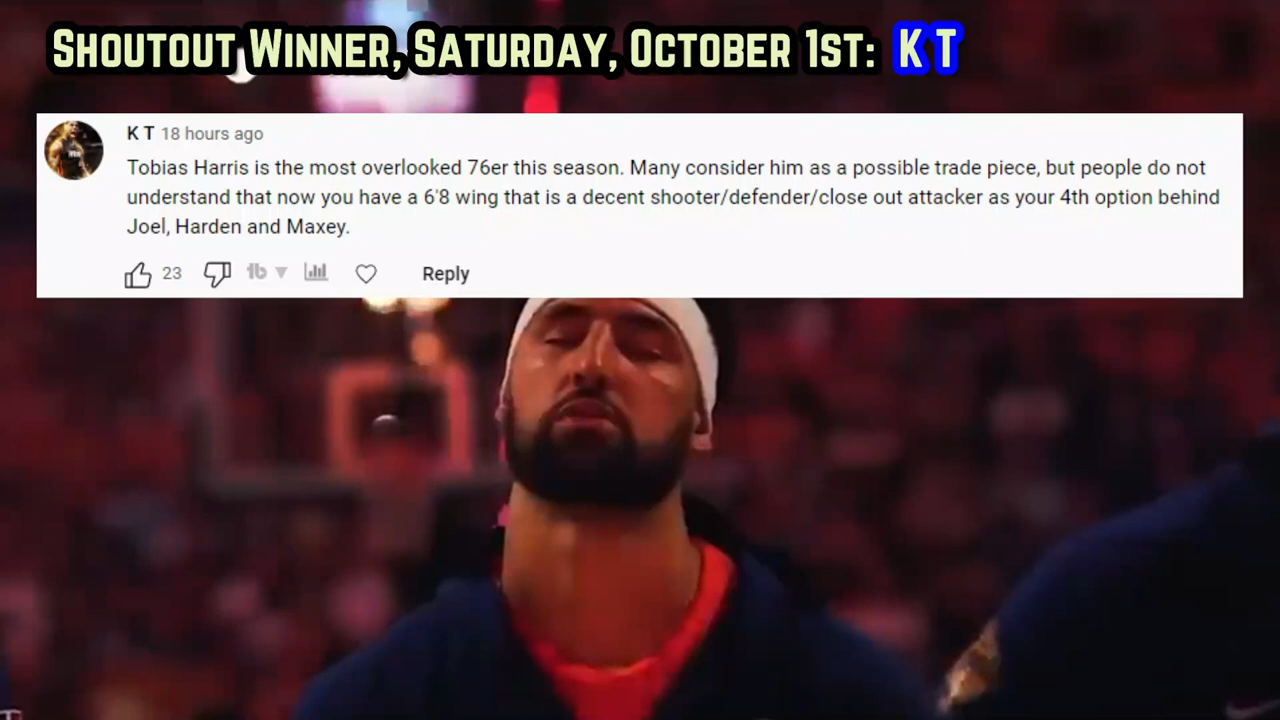 Shoutout Winner, Saturday, October 1st: K T
K T 18 hours ago
Tobias Harris is the most overlooked 76er this season. Many consider him as a possible trade piece, but people do not
understand that now you have a 6'8 wing that is a decent shooter/defender/close out attacker as your 4th option behind
Joel, Harden and Maxey.
23 tb Reply